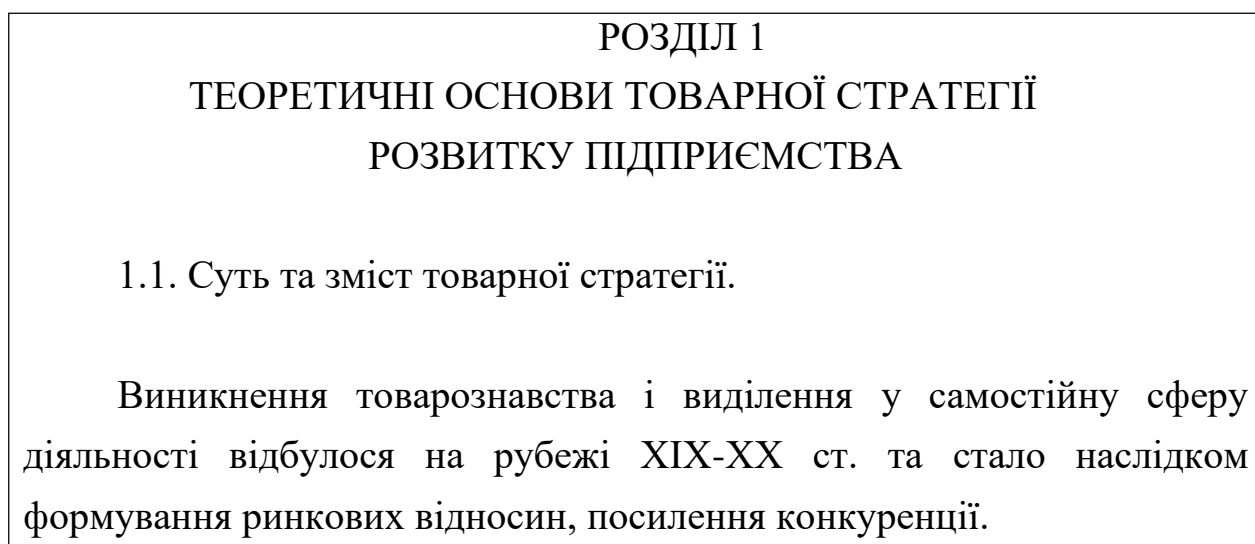 РОЗДІЛ 1
ТЕОРЕТИЧНІ ОСНОВИ ТОВАРНОЇ СТРАТЕГІЇ
РОЗВИТКУ ПІДПРИЄМСТВА
1.1. Суть та зміст товарної стратегії.
Виникнення товарознавства і виділення у самостійну сферу
діяльності відбулося на рубежі XIX-XX ст. та стало наслідком
формування ринкових відносин, посилення конкуренції.